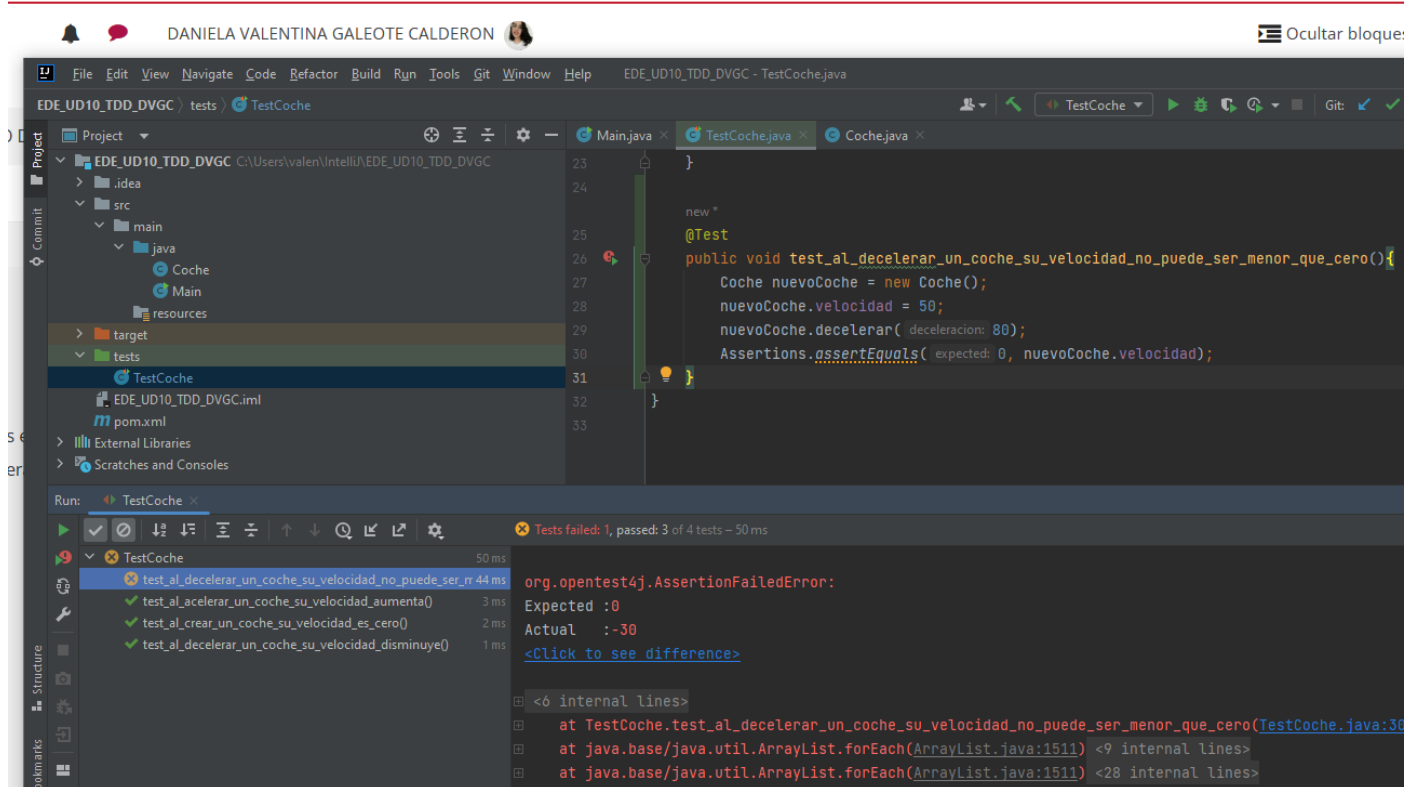 DANIELA VALENTINA GALEOTE CALDERON
Ocultar bloques
File Edit View Navigate Code Refactor Build Run Tools Git Window Help EDE_UD10_TDD_DVGC - TestCoche.java
EDE_UD10_TDD_DVGC tests TestCoche
TestCoche
Git:
Project
Main.java
TestCoche.java
Coche.java
Project
Commit
Structure
EDE_UD10_TDD_DVGC C:\Users\valen\IntelliJ\EDE_UD10_TDD_DVGC
.idea
src
main
java
Coche
Main
resources
target
tests
TestCoche
EDE_UD10_TDD_DVGC.iml
pom.xml
External Libraries
Scratches and Consoles
23 }
24
new *
25 @Test
26 public void test_al_decelerar_un_coche_su_velocidad_no_puede_ser_menor_que_cero(){
27 Coche nuevoCoche = new Coche();
28 nuevoCoche.velocidad = 50;
29 nuevoCoche.decelerar( deceleracion: 80);
30 Assertions.assertEquals( expected: 0, nuevoCoche.velocidad);
31 }
32 }
33
Run: TestCoche
Tests failed: 1, passed: 3 of 4 tests – 50 ms
TestCoche 50 ms
test_al_decelerar_un_coche_su_velocidad_no_puede_ser_m 44 ms
test_al_acelerar_un_coche_su_velocidad_aumenta() 3 ms
test_al_crear_un_coche_su_velocidad_es_cero() 2 ms
test_al_decelerar_un_coche_su_velocidad_disminuye() 1 ms
org.opentest4j.AssertionFailedError:
Expected :0
Actual :-30
<Click to see difference>
<6 internal lines>
at TestCoche.test_al_decelerar_un_coche_su_velocidad_no_puede_ser_menor_que_cero(TestCoche.java:30
at java.base/java.util.ArrayList.forEach(ArrayList.java:1511) <9 internal lines>
at java.base/java.util.ArrayList.forEach(ArrayList.java:1511) <28 internal lines>